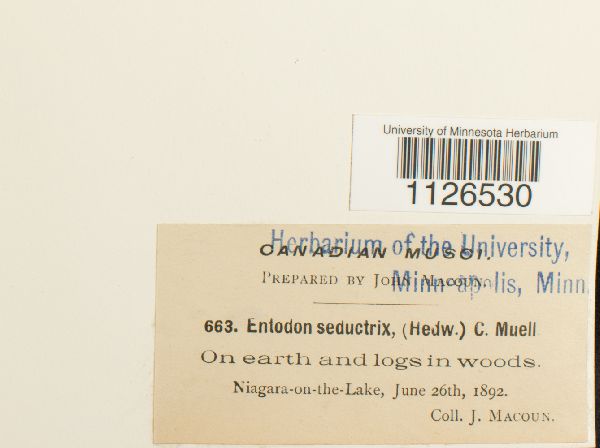 University of Minnesota Herbarium
1126530
Herbarium of the University,
CANADIAN MUSCI.
Minneapolis, Minn.
PREPARED BY JOHN MACOUN.
663. Entodon seductrix, (Hedw.) C. Muell
On earth and logs in woods.
Niagara-on-the-Lake, June 26th, 1892.
Coll. J. MACOUN.